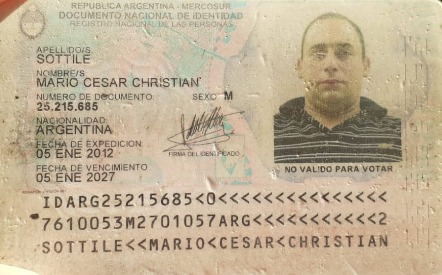 REPUBLICA ARGENTINA - MERCOSUR
DOCUMENTO NACIONAL DE IDENTIDAD
REGISTRO NACIONAL DE LAS PERSONAS
APELLIDO/S
SOTTILE
NOMBRE/S
MARIO CESAR CHRISTIAN
NUMERO DE DOCUMENTO SEXO M
25.215.685
NACIONALIDAD
ARGENTINA
FECHA DE EXPEDICION
05 ENE 2012
FECHA DE VENCIMIENTO
05 ENE 2027
FIRMA DEL IDENTIFICADO
NO VALIDO PARA VOTAR
IDARG25215685<0<<<<<<<<<<<<<<<
7610053M2701057ARG<<<<<<<<<<<2
SOTTILE<<MARIO<CESAR<CHRISTIAN